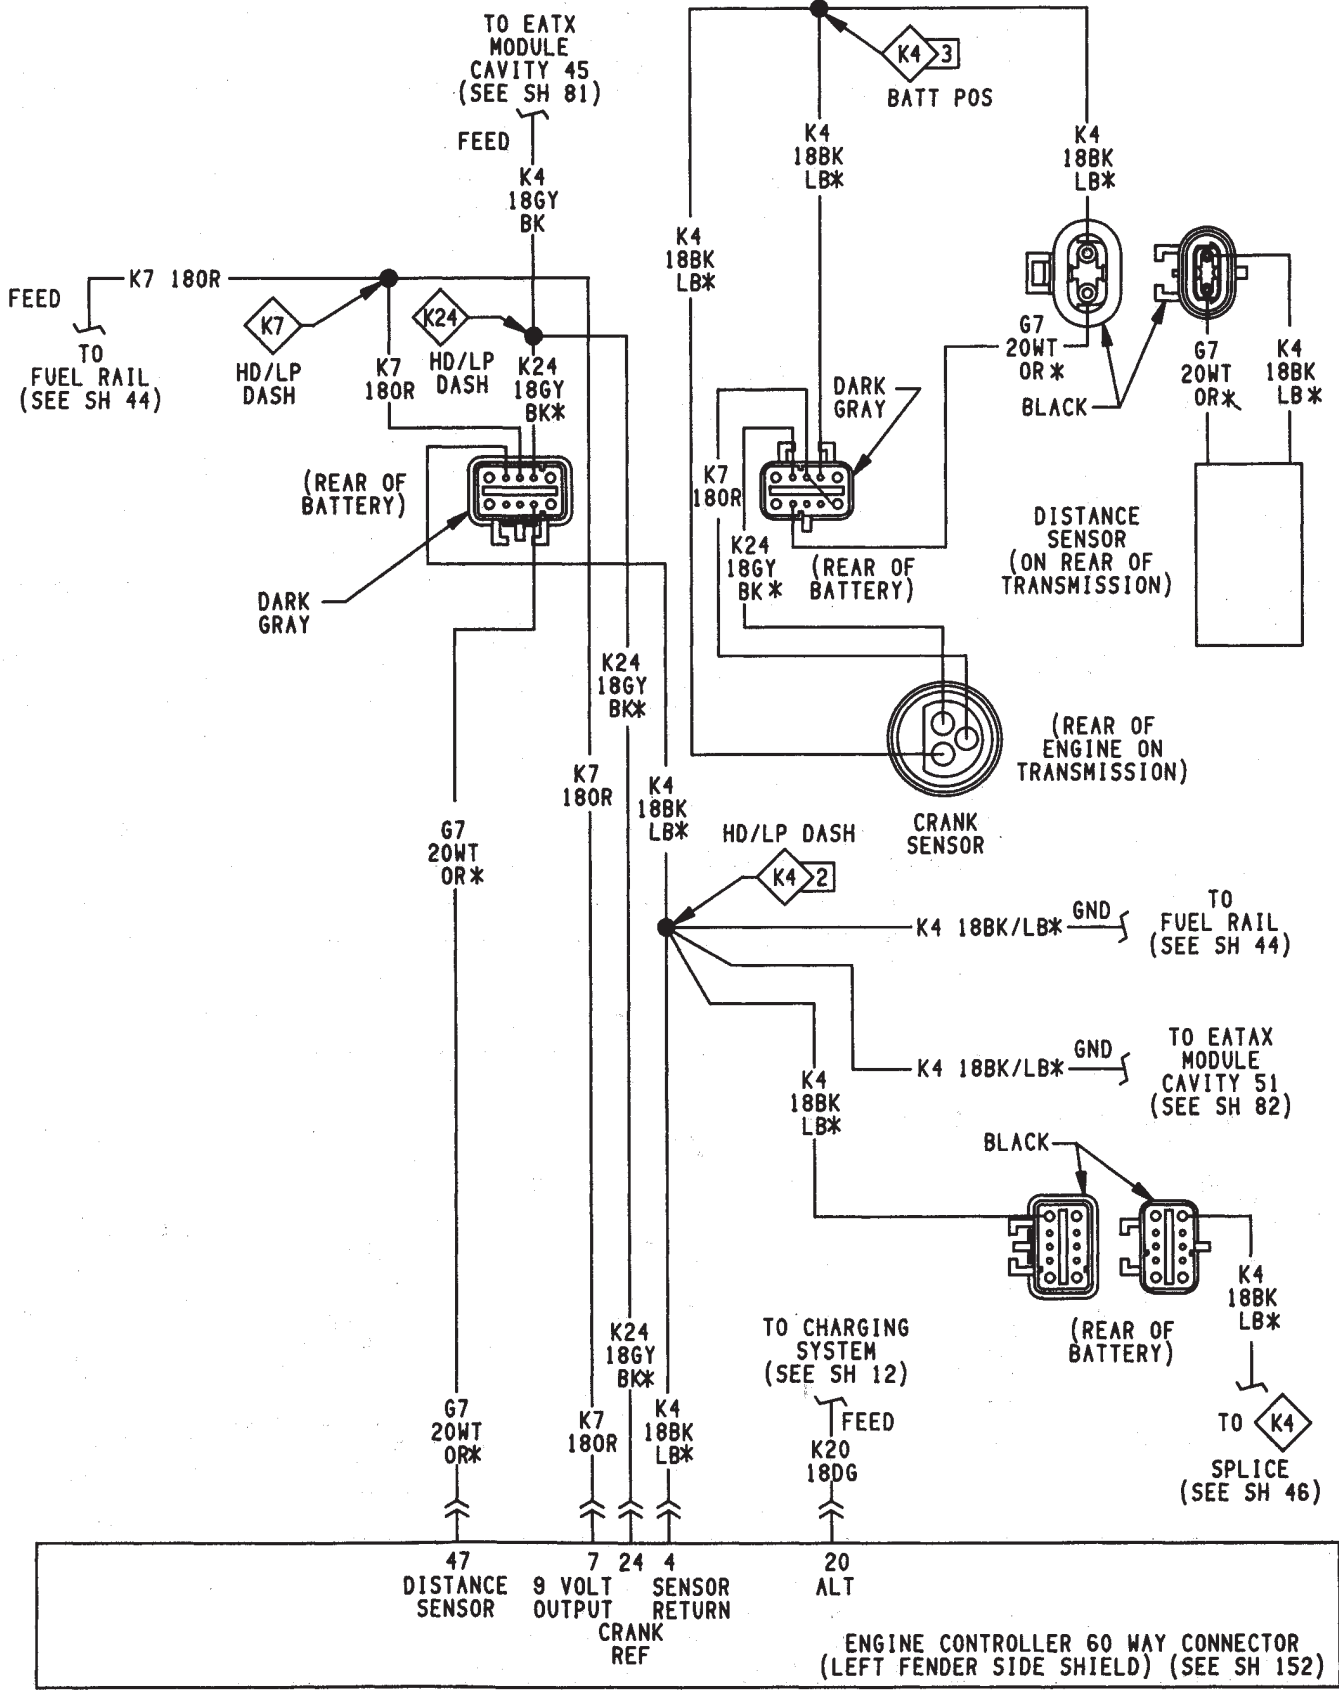 TO EATX
MODULE
CAVITY 45
(SEE SH 81)
FEED
K4
18GY
BK
K4 3
BATT POS
K4
18BK
LB*
K4
18BK
LB*
K4
18BK
LB*
FEED
K7 18OR
TO
FUEL RAIL
(SEE SH 44)
K7
HD/LP
DASH
K7
18OR
K24
HD/LP
DASH
K24
18GY
BK*
(REAR OF
BATTERY)
DARK
GRAY
DARK
GRAY
K7
18OR
K24
18GY
BK*
(REAR OF
BATTERY)
G7
20WT
OR*
BLACK
G7
20WT
OR*
K4
18BK
LB*
DISTANCE
SENSOR
(ON REAR OF
TRANSMISSION)
K24
18GY
BK*
(REAR OF
ENGINE ON
TRANSMISSION)
CRANK
SENSOR
K7
18OR
K4
18BK
LB*
G7
20WT
OR*
HD/LP DASH
K4 2
K4 18BK/LB* GND
TO
FUEL RAIL
(SEE SH 44)
K4 18BK/LB* GND
TO EATAX
MODULE
CAVITY 51
(SEE SH 82)
K4
18BK
LB*
BLACK
(REAR OF
BATTERY)
K4
18BK
LB*
TO K4
SPLICE
(SEE SH 46)
TO CHARGING
SYSTEM
(SEE SH 12)
FEED
K20
18DG
K24
18GY
BK*
G7
20WT
OR*
K7
18OR
K4
18BK
LB*
47
DISTANCE
SENSOR
7
9 VOLT
OUTPUT
24
CRANK
REF
4
SENSOR
RETURN
20
ALT
ENGINE CONTROLLER 60 WAY CONNECTOR
(LEFT FENDER SIDE SHIELD) (SEE SH 152)